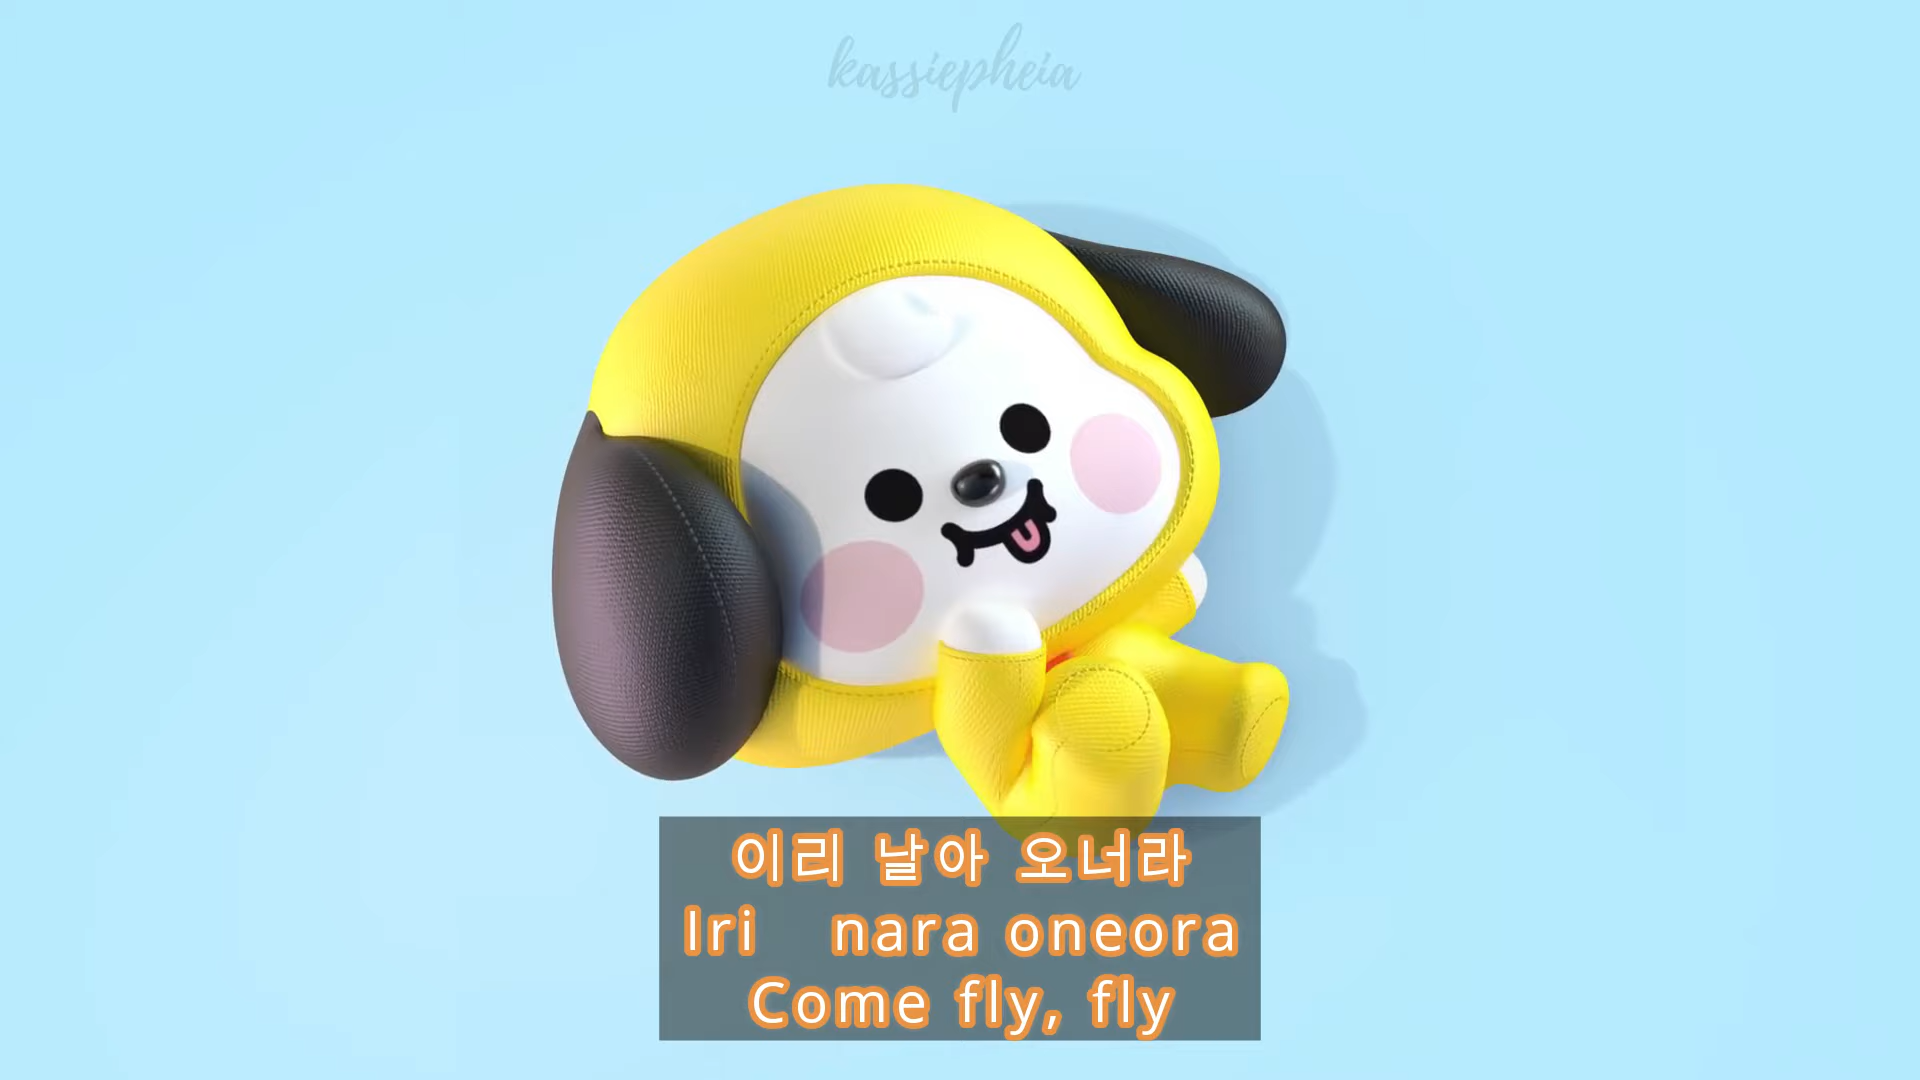 kassiepheia
이리 날아 오너라
Iri nara oneora
Come fly, fly